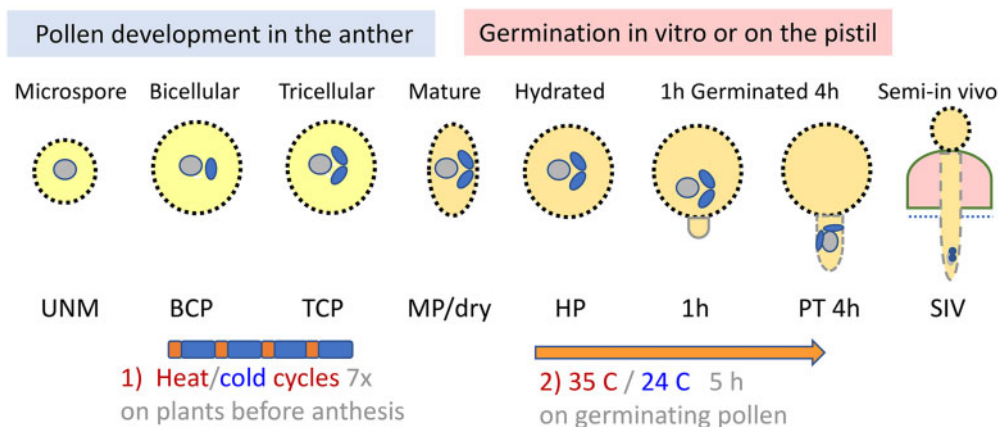 Pollen development in the anther
Germination in vitro or on the pistil
Microspore Bicellular Tricellular Mature Hydrated 1h Germinated 4h Semi-in vivo
UNM BCP TCP MP/dry HP 1h PT 4h SIV
1) Heat/cold cycles 7x
on plants before anthesis
2) 35 C / 24 C 5 h
on germinating pollen